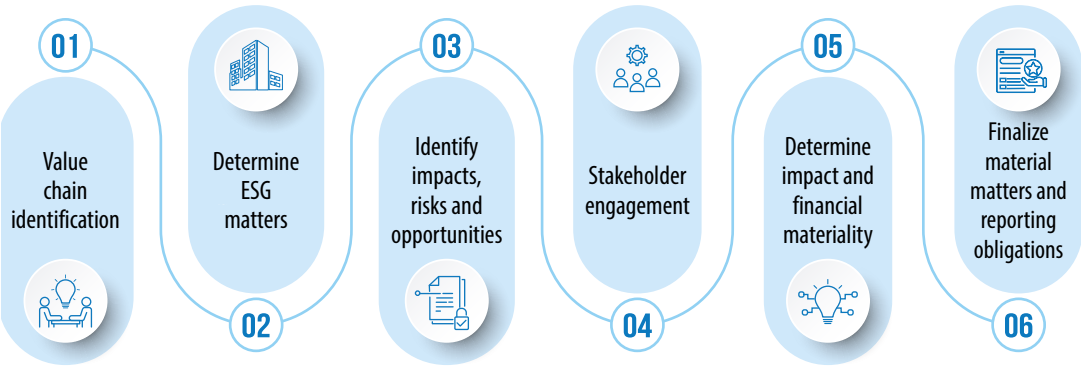 01
Value
chain
identification
Determine
ESG
matters
02
03
Identify
impacts,
risks and
opportunities
Stakeholder
engagement
04
05
Determine
impact and
financial
materiality
Finalize
material
matters and
reporting
obligations
06